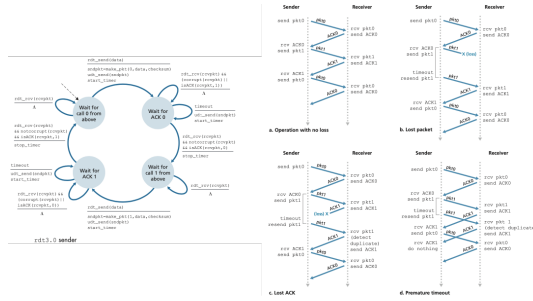 rdt_send(data)
sndpkt=make_pkt(0,data,checksum)
udt_send(sndpkt)
start_timer
rdt_rcv(rcvpkt)
Λ
Wait for
call 0 from
above
Wait for
ACK 0
rdt_rcv(rcvpkt) &&
(corrupt(rcvpkt)||
isACK(rcvpkt,1))
Λ
timeout
udt_send(sndpkt)
start_timer
rdt_rcv(rcvpkt)
&& notcorrupt(rcvpkt)
&& isACK(rcvpkt,1)
stop_timer
rdt_rcv(rcvpkt)
&& notcorrupt(rcvpkt)
&& isACK(rcvpkt,0)
stop_timer
timeout
udt_send(sndpkt)
start_timer
Wait for
ACK 1
Wait for
call 1 from
above
rdt_rcv(rcvpkt) &&
(corrupt(rcvpkt)||
isACK(rcvpkt,0))
Λ
rdt_rcv(rcvpkt)
Λ
rdt_send(data)
sndpkt=make_pkt(1,data,checksum)
udt_send(sndpkt)
start_timer
rdt3.0 sender
Sender
Receiver
send pkt0
pkt0
rcv pkt0
send ACK0
ACK0
rcv ACK0
send pkt1
pkt1
rcv pkt1
send ACK1
ACK1
rcv ACK1
send pkt0
pkt0
rcv pkt0
send ACK0
ACK0
a. Operation with no loss
Sender
Receiver
send pkt0
pkt0
rcv pkt0
send ACK0
ACK0
rcv ACK0
send pkt1
pkt1
X (loss)
timeout
resend pkt1
pkt1
rcv pkt1
send ACK1
ACK1
rcv ACK1
send pkt0
pkt0
rcv pkt0
send ACK0
ACK0
b. Lost packet
Sender
Receiver
send pkt0
pkt0
rcv pkt0
send ACK0
ACK0
rcv ACK0
send pkt1
pkt1
rcv pkt1
send ACK1
ACK1
(loss) X
timeout
resend pkt1
pkt1
rcv pkt1
(detect
duplicate)
send ACK1
ACK1
rcv ACK1
send pkt0
pkt0
rcv pkt0
send ACK0
ACK0
c. Lost ACK
Sender
Receiver
send pkt0
pkt0
rcv pkt0
send ACK0
ACK0
rcv ACK0
send pkt1
pkt1
rcv pkt1
send ACK1
timeout
resend pkt1
pkt1
ACK1
rcv ACK1
send pkt0
pkt0
rcv pkt 1
(detect duplicate)
send ACK1
ACK1
rcv ACK1
do nothing
rcv pkt0
send ACK0
ACK0
d. Premature timeout